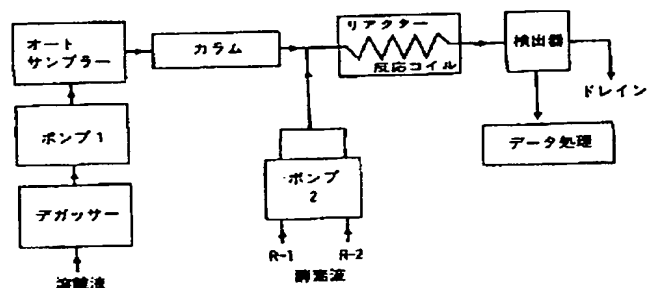 オート
サンプラー
カラム
リアクター
反応コイル
検出器
ドレイン
データ処理
ポンプ1
デガッサー
溶離液
ポンプ
2
R-1
R-2
酵素液